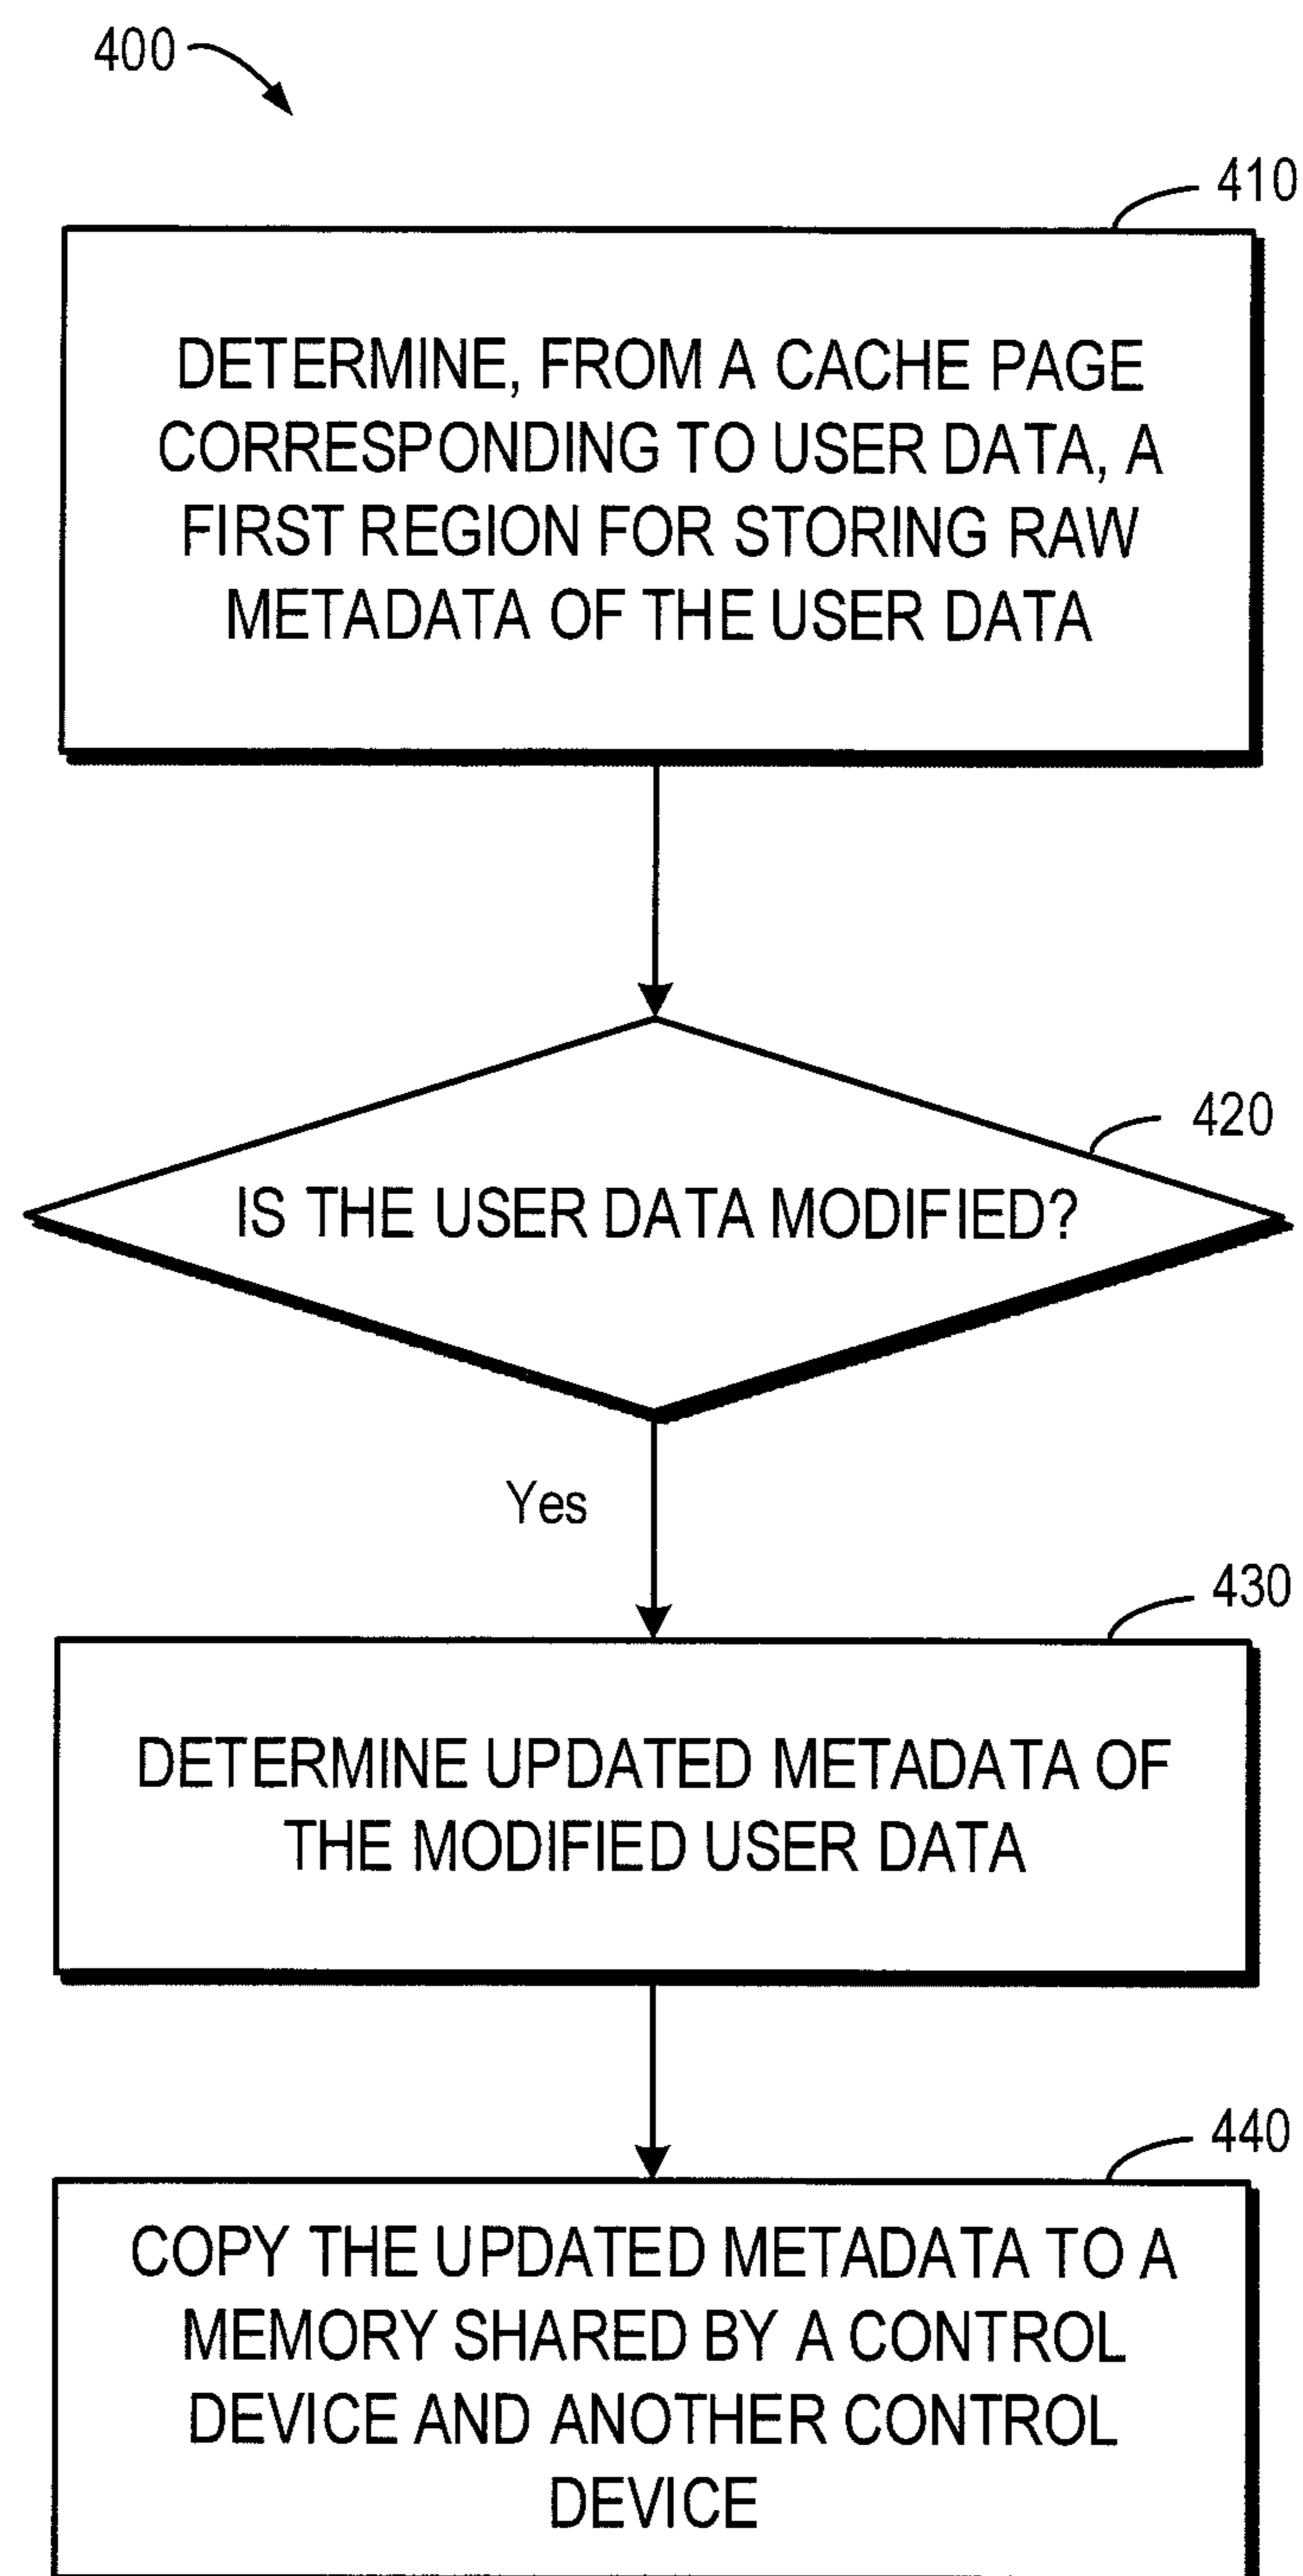 400
410
DETERMINE, FROM A CACHE PAGE
CORRESPONDING TO USER DATA, A
FIRST REGION FOR STORING RAW
METADATA OF THE USER DATA
420
IS THE USER DATA MODIFIED?
Yes
430
DETERMINE UPDATED METADATA OF
THE MODIFIED USER DATA
440
COPY THE UPDATED METADATA TO A
MEMORY SHARED BY A CONTROL
DEVICE AND ANOTHER CONTROL
DEVICE